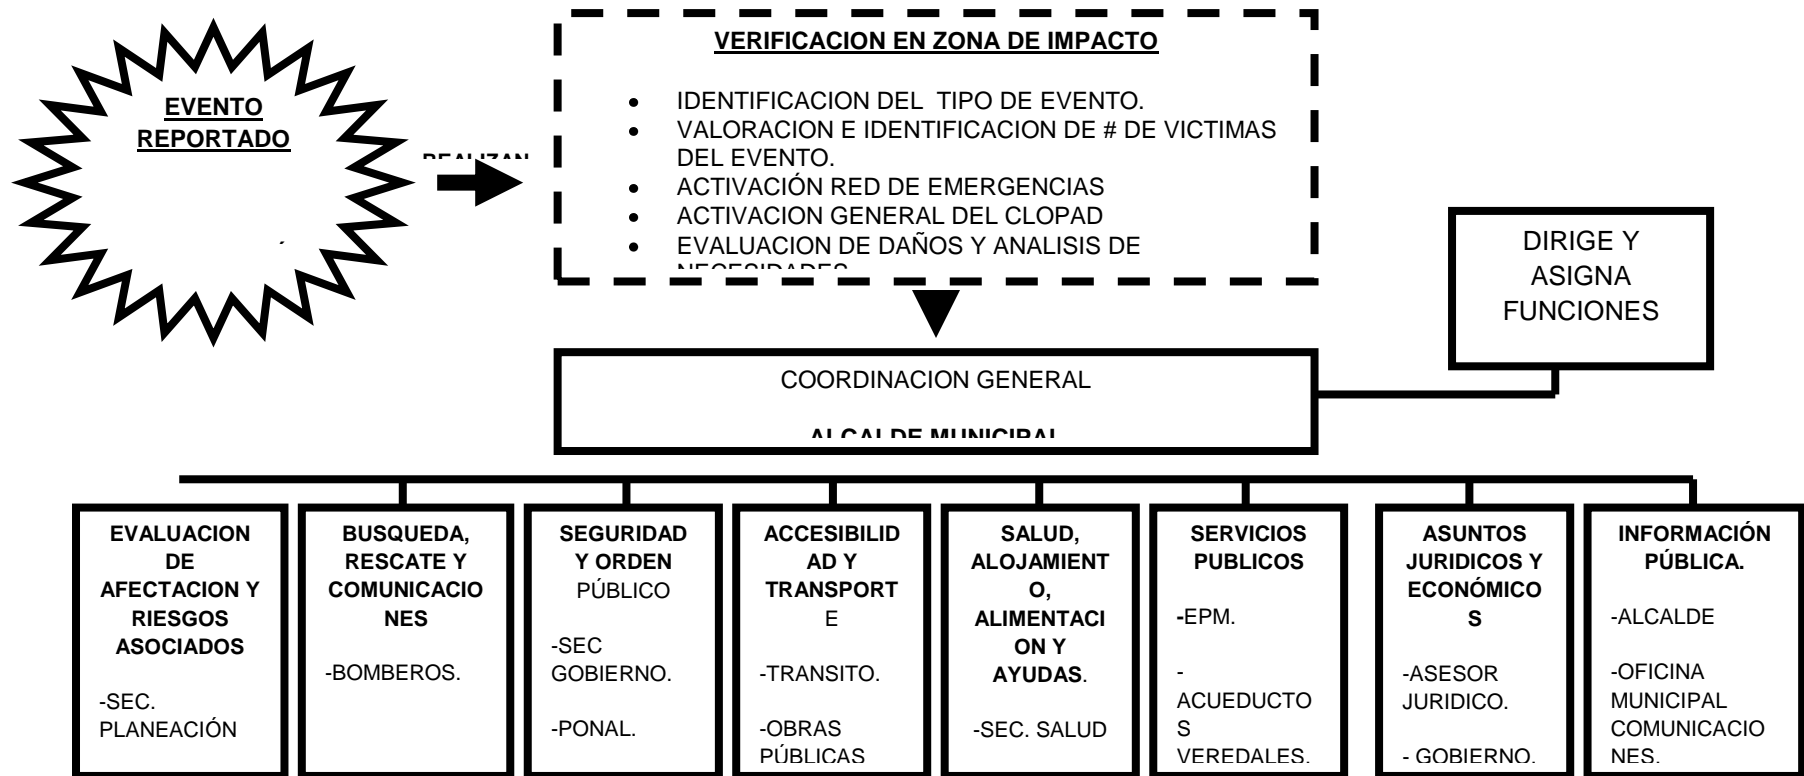 EVENTO
REPORTADO
REALIZAN
VERIFICACION EN ZONA DE IMPACTO
• IDENTIFICACION DEL TIPO DE EVENTO.
• VALORACION E IDENTIFICACION DE # DE VICTIMAS
DEL EVENTO.
• ACTIVACIÓN RED DE EMERGENCIAS
• ACTIVACION GENERAL DEL CLOPAD
• EVALUACION DE DAÑOS Y ANALISIS DE
NECESIDADES
DIRIGE Y
ASIGNA
FUNCIONES
COORDINACION GENERAL
ALCALDE MUNICIPAL
EVALUACION
DE
AFECTACION Y
RIESGOS
ASOCIADOS
-SEC.
PLANEACIÓN
BUSQUEDA,
RESCATE Y
COMUNICACIO
NES
-BOMBEROS.
SEGURIDAD
Y ORDEN
PÚBLICO
-SEC
GOBIERNO.
-PONAL.
ACCESIBILID
AD Y
TRANSPORT
E
-TRANSITO.
-OBRAS
PÚBLICAS
SALUD,
ALOJAMIENT
O,
ALIMENTACI
ON Y
AYUDAS.
-SEC. SALUD
SERVICIOS
PUBLICOS
-EPM.
-
ACUEDUCTO
S
VEREDALES.
ASUNTOS
JURIDICOS Y
ECONÓMICO
S
-ASESOR
JURIDICO.
- GOBIERNO.
INFORMACIÓN
PÚBLICA.
-ALCALDE
-OFICINA
MUNICIPAL
COMUNICACIO
NES.